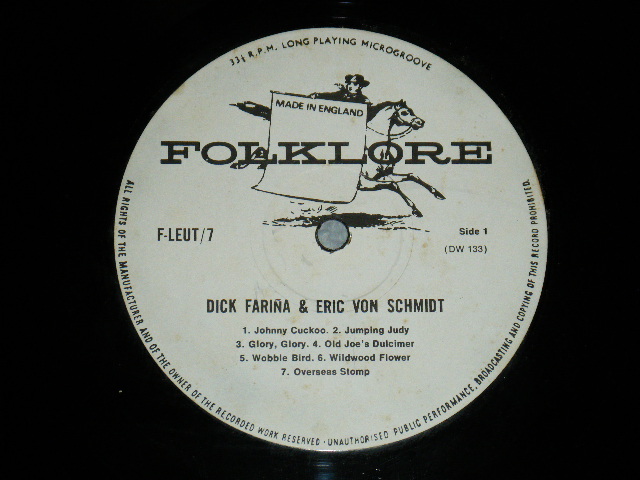 33⅓ R.P.M. LONG PLAYING MICROGROOVE
MADE IN ENGLAND
FOLKLORE
F-LEUT/7
Side 1
(DW 133)
DICK FARIÑA & ERIC VON SCHMIDT
1. Johnny Cuckoo. 2. Jumping Judy
3. Glory, Glory. 4. Old Joe's Dulcimer
5. Wobble Bird. 6. Wildwood Flower
7. Overseas Stomp
ALL RIGHTS OF THE MANUFACTURER AND OF THE OWNER OF THE RECORDED WORK RESERVED · UNAUTHORISED PUBLIC PERFORMANCE, BROADCASTING AND COPYING OF THIS RECORD PROHIBITED.